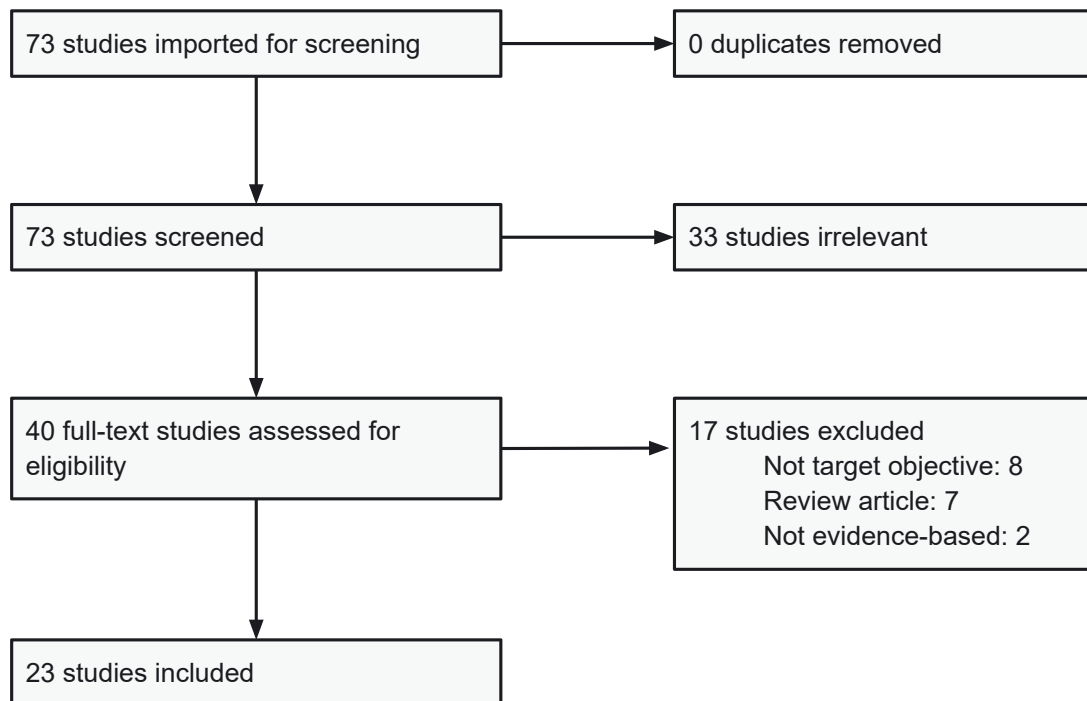 73 studies imported for screening
0 duplicates removed
73 studies screened
33 studies irrelevant
40 full-text studies assessed for
eligibility
17 studies excluded
Not target objective: 8
Review article: 7
Not evidence-based: 2
23 studies included